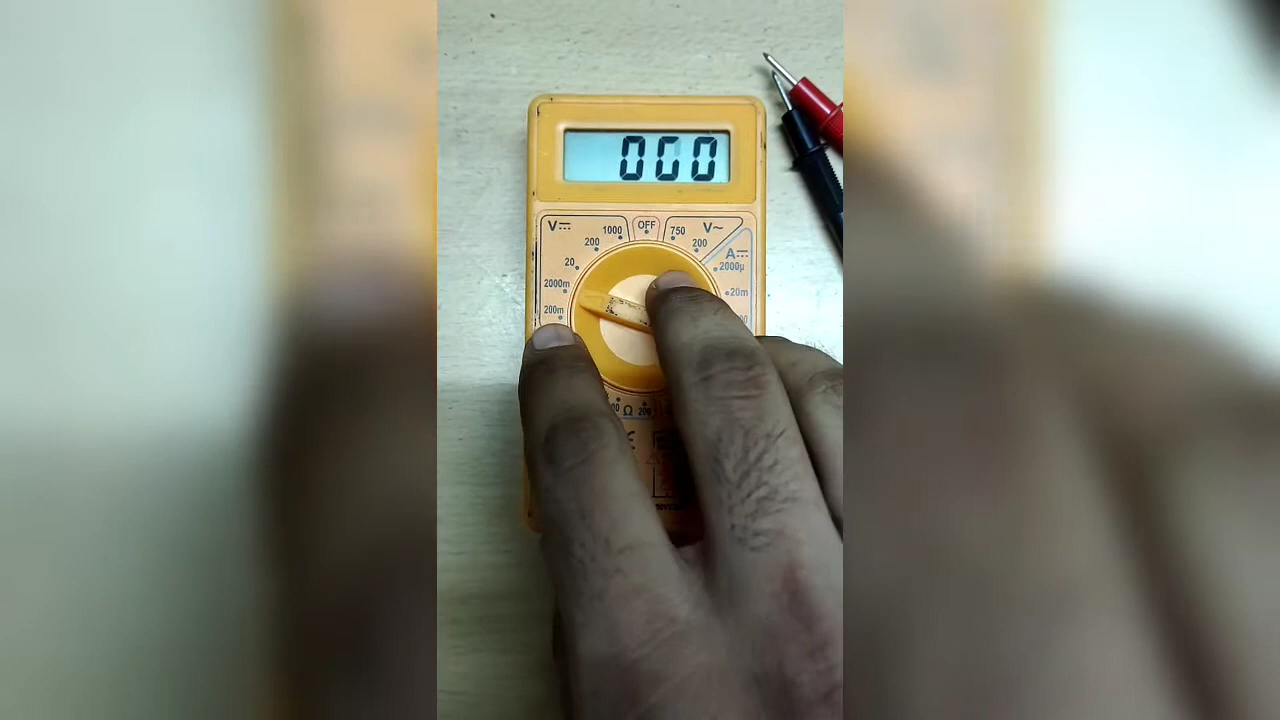 000
V⎓ 1000 OFF 750 V~
200 200
20 A⎓
2000µ
2000m 20m
200m
Ω 200